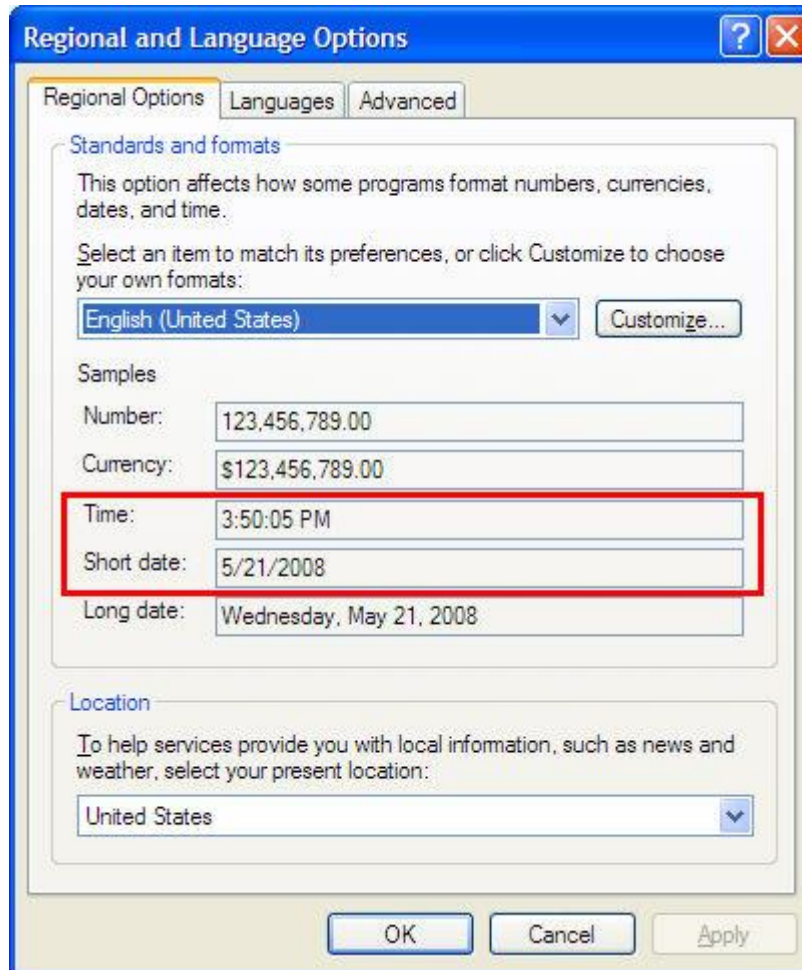 Regional and Language Options
Regional Options Languages Advanced
Standards and formats
This option affects how some programs format numbers, currencies,
dates, and time.
Select an item to match its preferences, or click Customize to choose
your own formats:
English (United States) Customize...
Samples
Number: 123,456,789.00
Currency: $123,456,789.00
Time: 3:50:05 PM
Short date: 5/21/2008
Long date: Wednesday, May 21, 2008
Location
To help services provide you with local information, such as news and
weather, select your present location:
United States
OK Cancel Apply